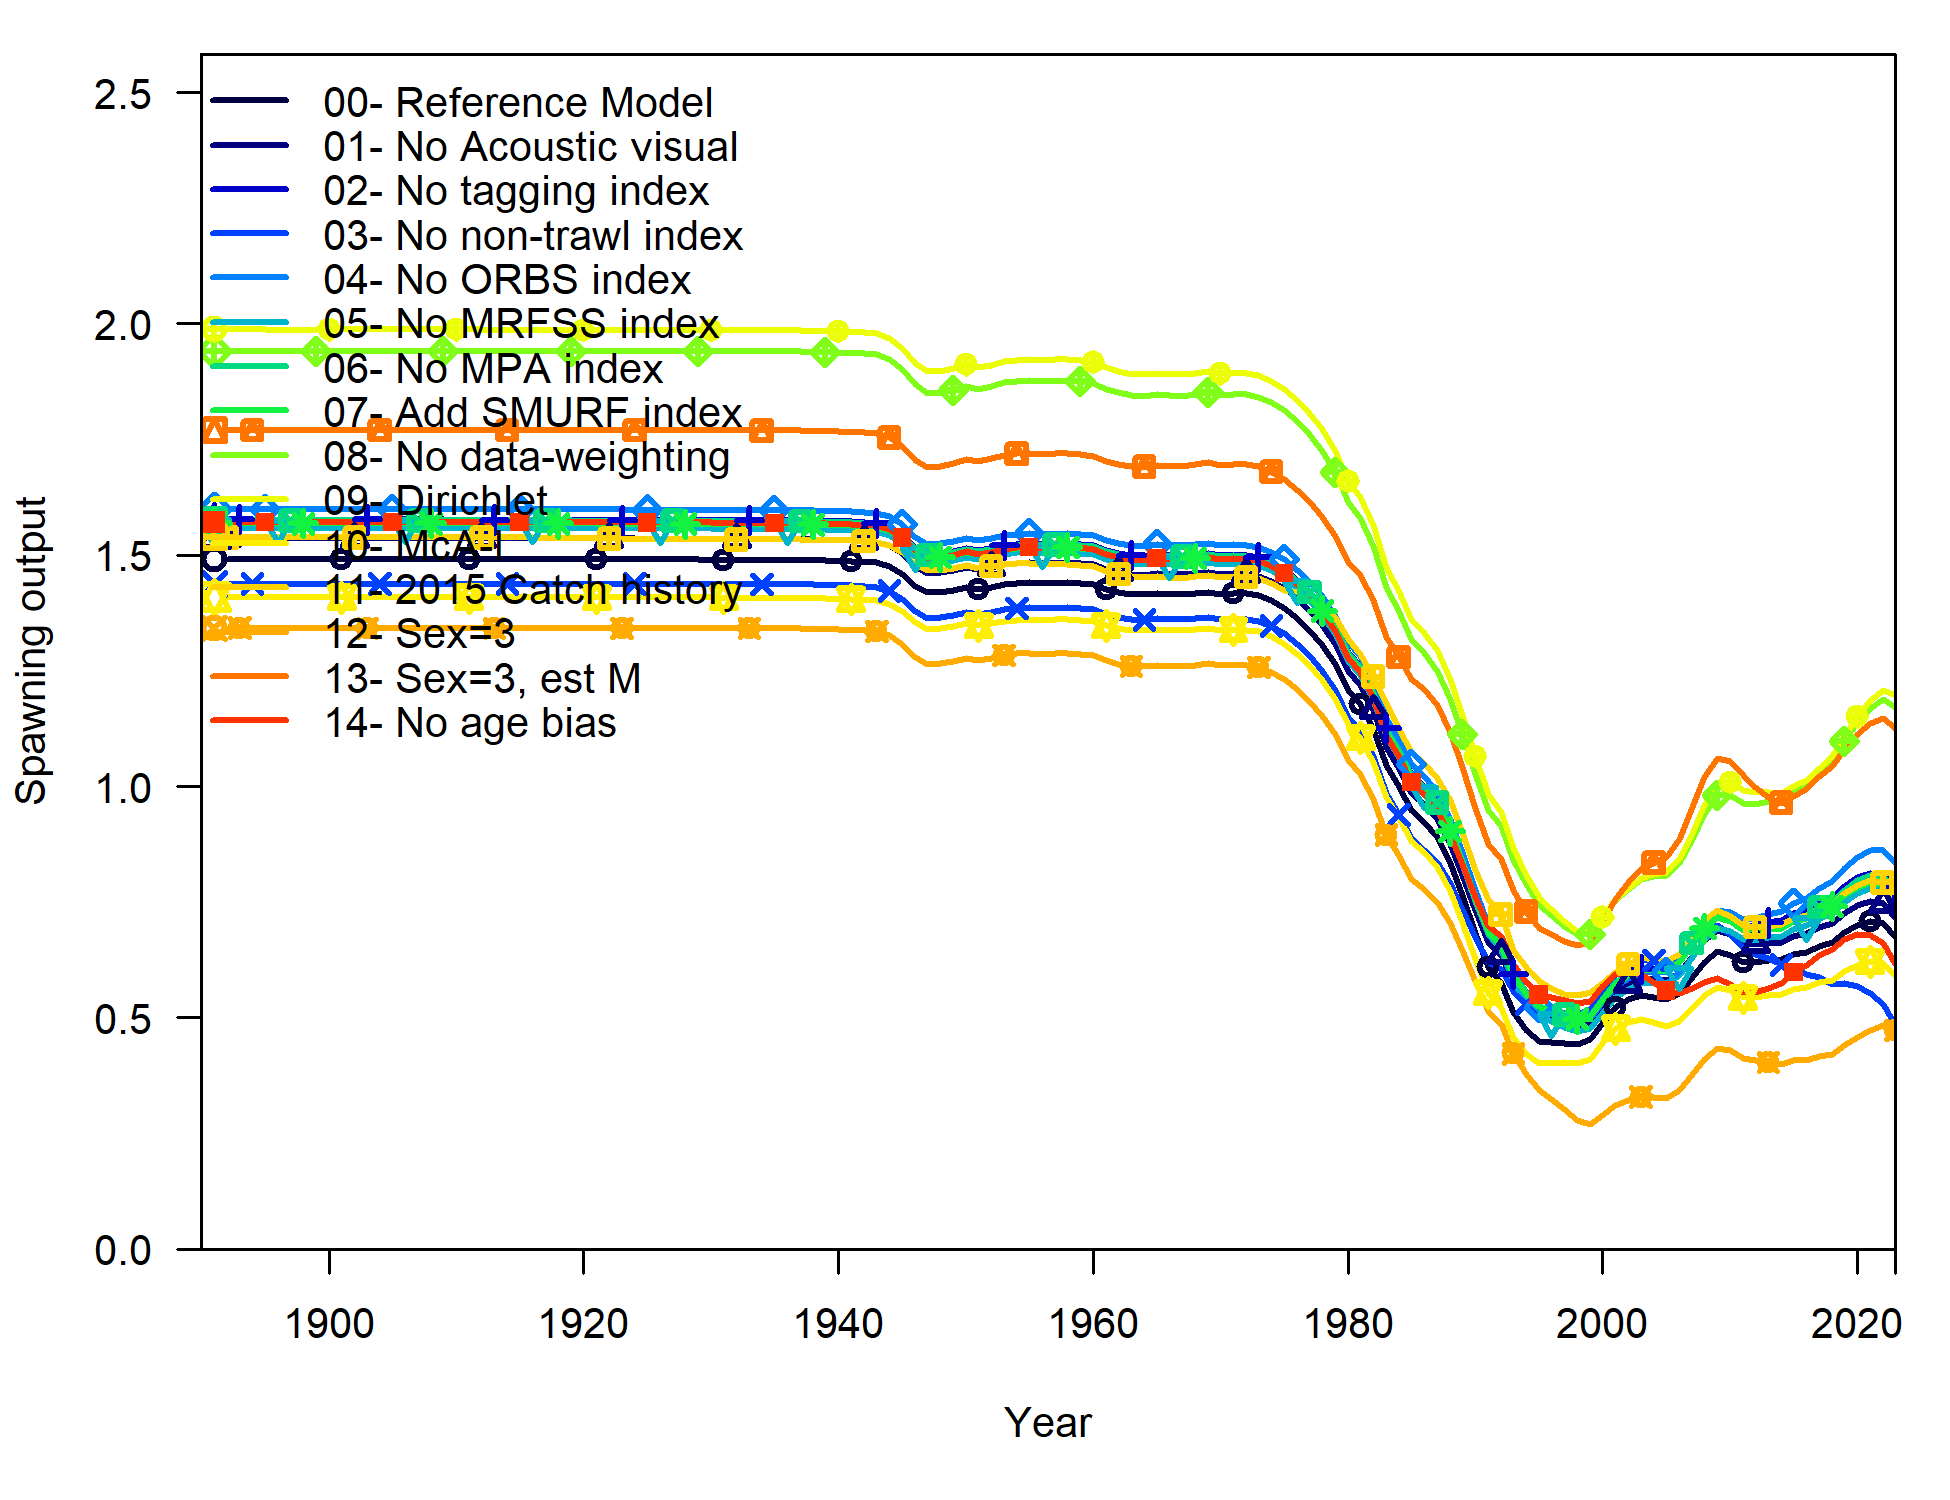 2.5
2.0
1.5
1.0
0.5
0.0
Spawning output
00- Reference Model
01- No Acoustic visual
02- No tagging index
03- No non-trawl index
04- No ORBS index
05- No MRFSS index
06- No MPA index
07- Add SMURF index
08- No data-weighting
09- Dirichlet
10- McA-I
11- 2015 Catch history
12- Sex=3
13- Sex=3, est M
14- No age bias
1900 1920 1940 1960 1980 2000 2020
Year